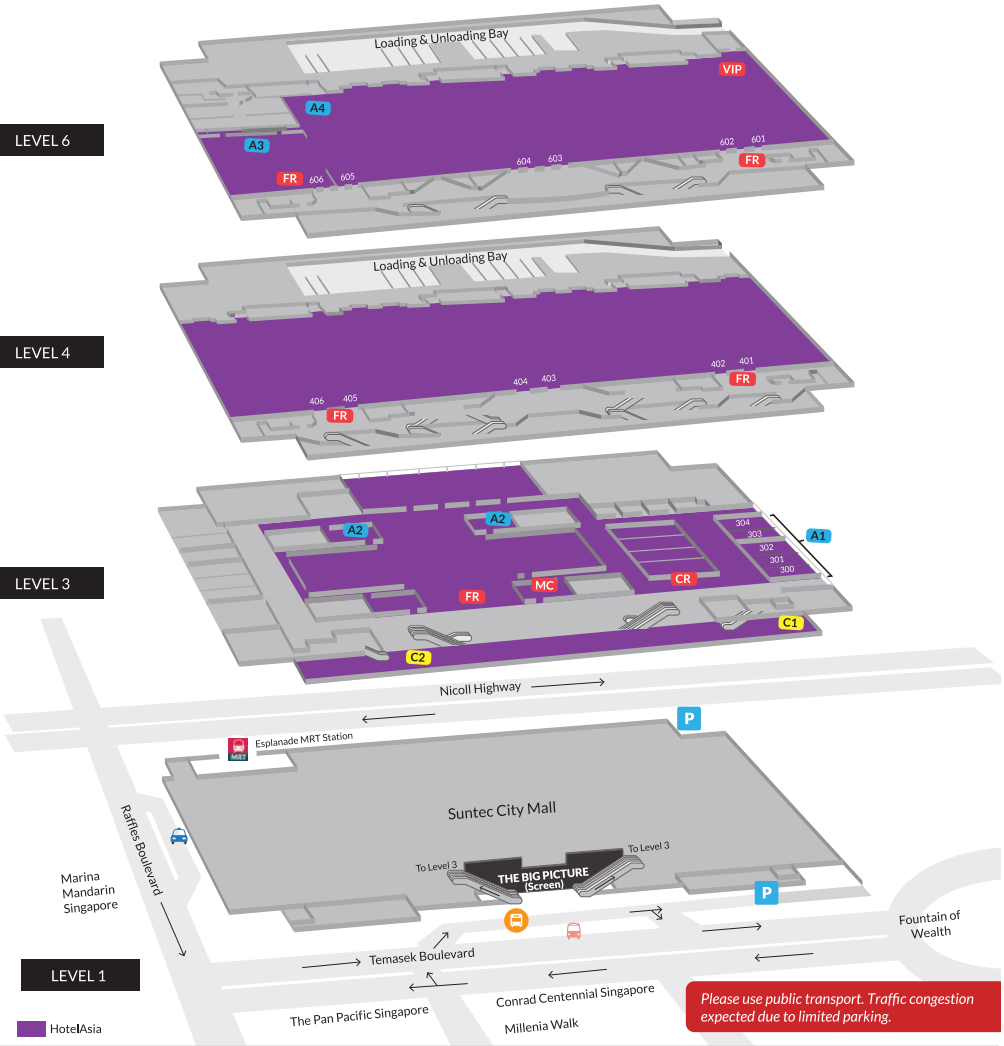 Loading & Unloading Bay
VIP
A4
LEVEL 6
A3
602
601
604
603
FR
FR
606
605
Loading & Unloading Bay
LEVEL 4
402
401
404
403
FR
406
405
FR
A2
A2
304
303
A1
302
301
300
LEVEL 3
MC
CR
FR
C1
C2
Nicoll Highway
P
Esplanade MRT Station
MRT
Suntec City Mall
Raffles Boulevard
To Level 3
To Level 3
THE BIG PICTURE
(Screen)
Marina
Mandarin
Singapore
P
Fountain of
Wealth
Temasek Boulevard
LEVEL 1
Conrad Centennial Singapore
The Pan Pacific Singapore
Millenia Walk
Please use public transport. Traffic congestion
expected due to limited parking.
HotelAsia